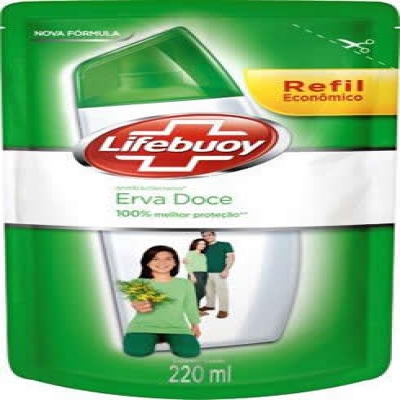 NOVA FÓRMULA
Refil
Econômico
Lifebuoy
Erva Doce
100% melhor proteção**
220 ml